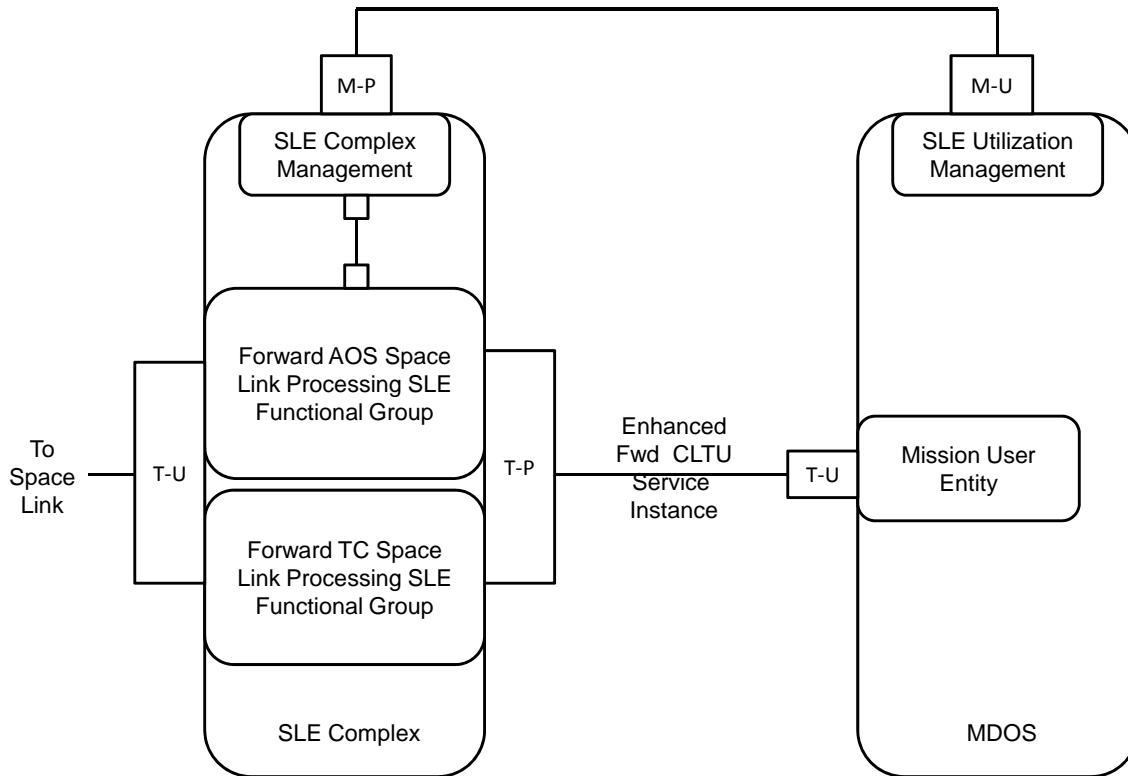 M-P
M-U
SLE Complex
Management
SLE Utilization
Management
Forward AOS Space
Link Processing SLE
Functional Group
To
Space
Link
T-U
T-P
Enhanced
Fwd CLTU
Service
Instance
T-U
Mission User
Entity
Forward TC Space
Link Processing SLE
Functional Group
SLE Complex
MDOS